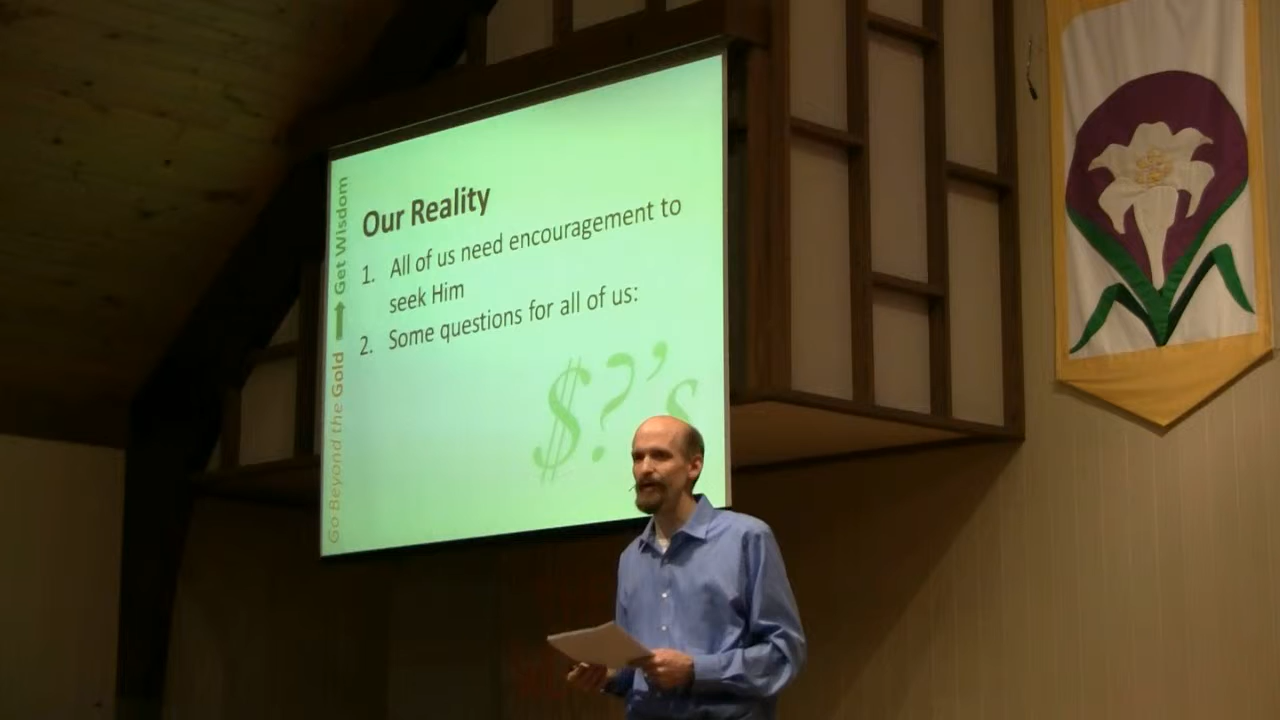 Go Beyond the Gold → Get Wisdom
Our Reality
1. All of us need encouragement to
seek Him
2. Some questions for all of us:
$?'s